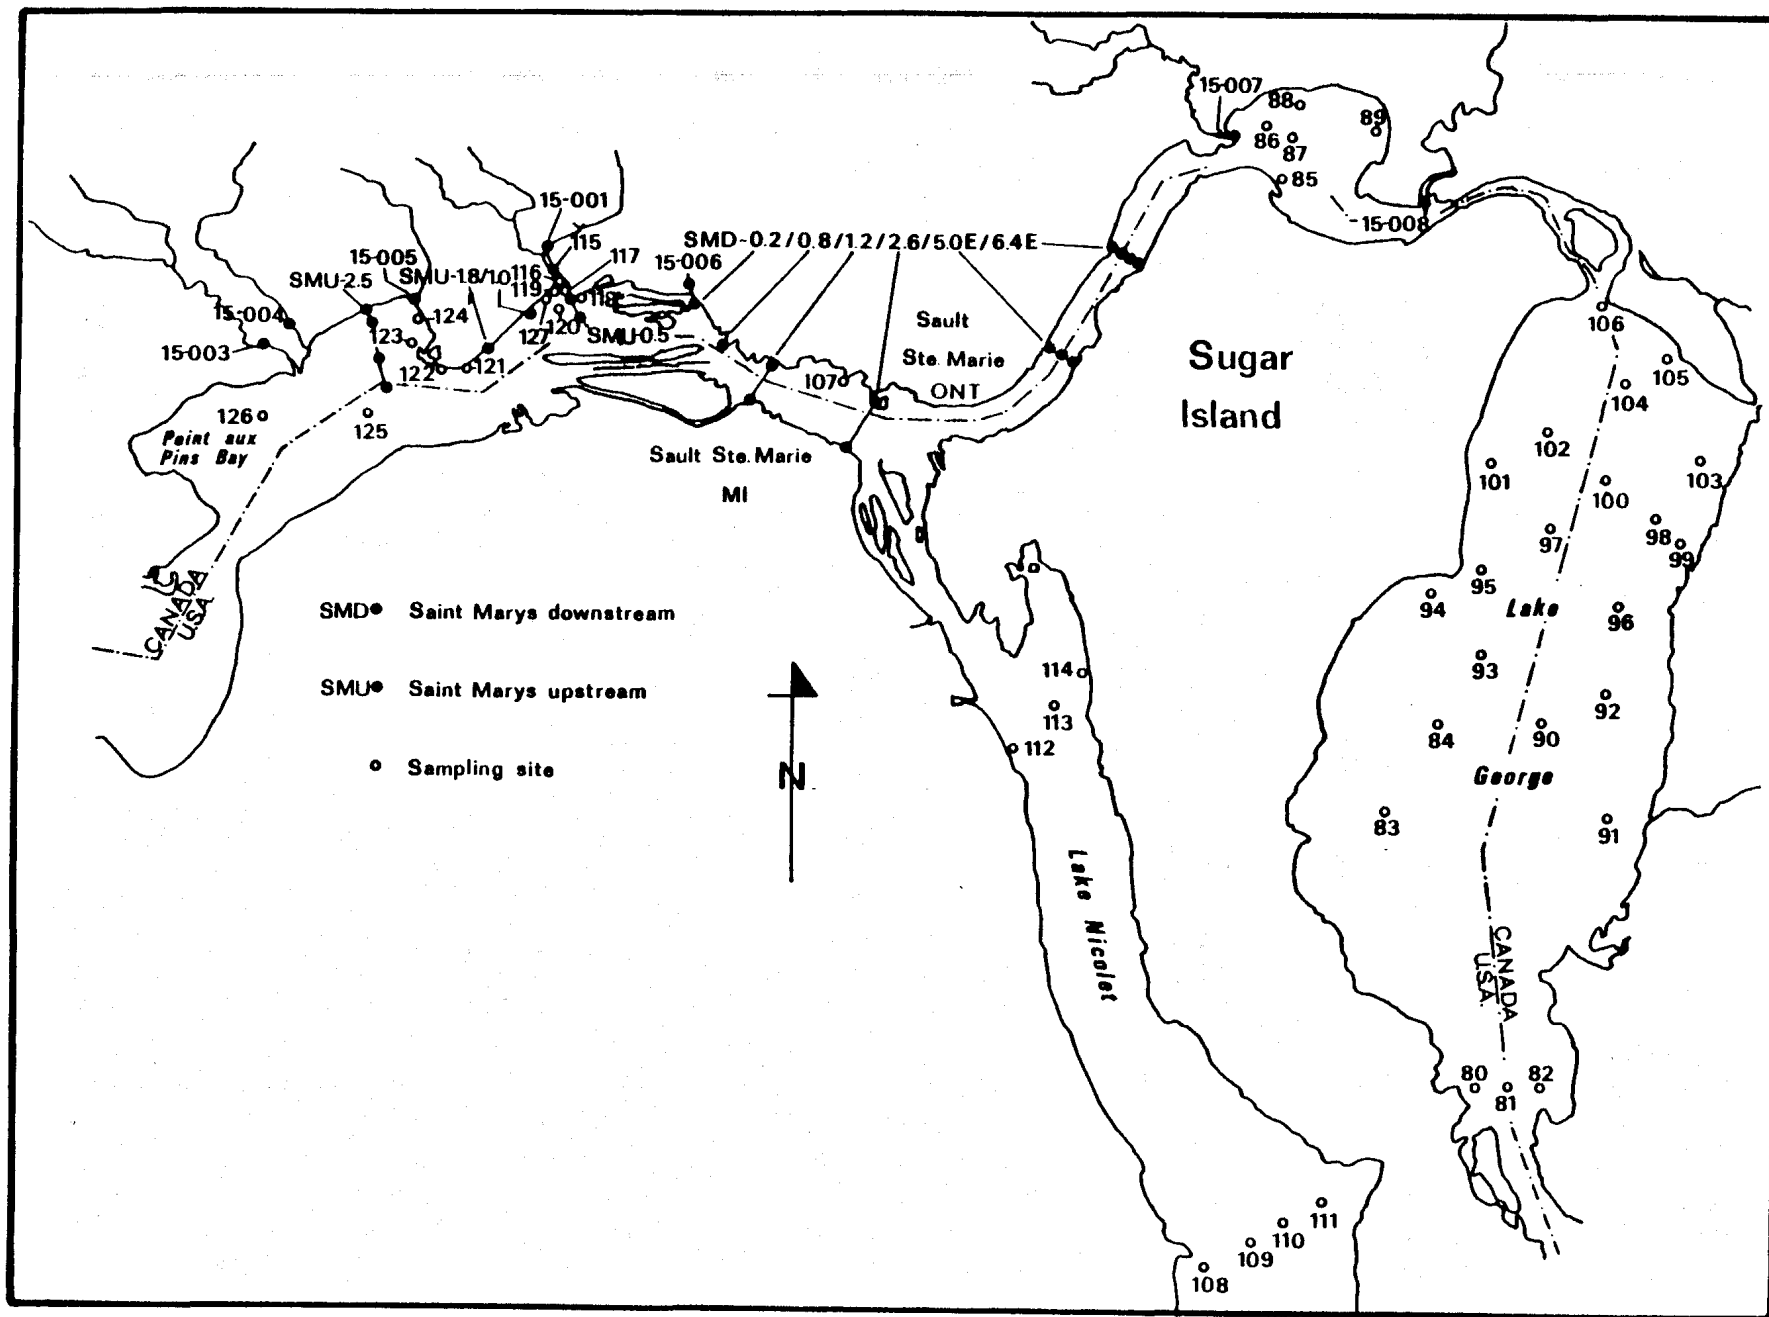 15-007
88
89
86
87
85
15-008
15-001
115
SMD-0.2/0.8/1.2/2.6/5.0E/6.4E
15-005
SMU-2.5
SMU-1.8/1.0
116
117
15-006
119
118
15-004
124
123
127
120
SMU-0.5
15-003
122
121
107
Sault
Ste. Marie
ONT
Sugar
Island
106
105
104
126
125
Point aux
Pins Bay
Sault Ste. Marie
MI
102
101
103
100
98
99
97
95
94
96
Lake
CANADA
USA
SMD Saint Marys downstream
93
114
SMU Saint Marys upstream
113
92
112
84
90
Sampling site
N
George
83
91
Lake Nicolet
CANADA
U.S.A.
80
81
82
111
110
109
108